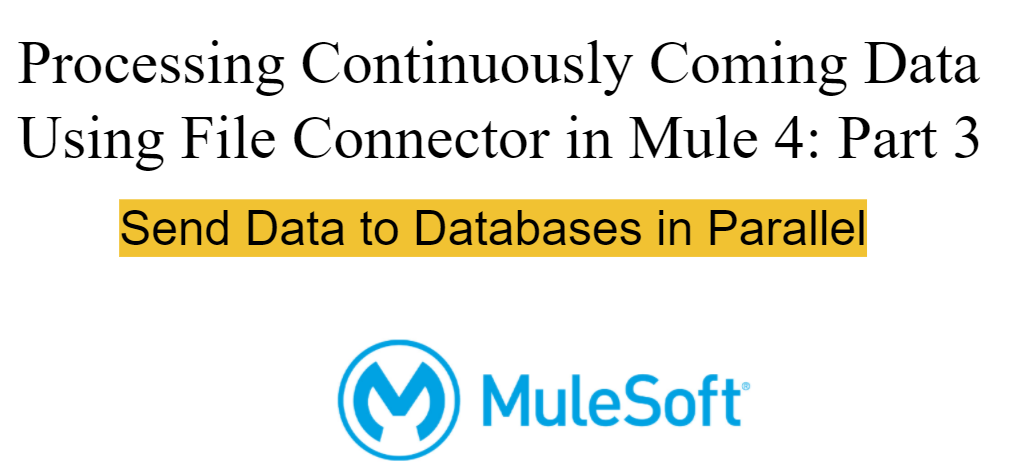 Processing Continuously Coming Data
Using File Connector in Mule 4: Part 3
Send Data to Databases in Parallel
MuleSoft®